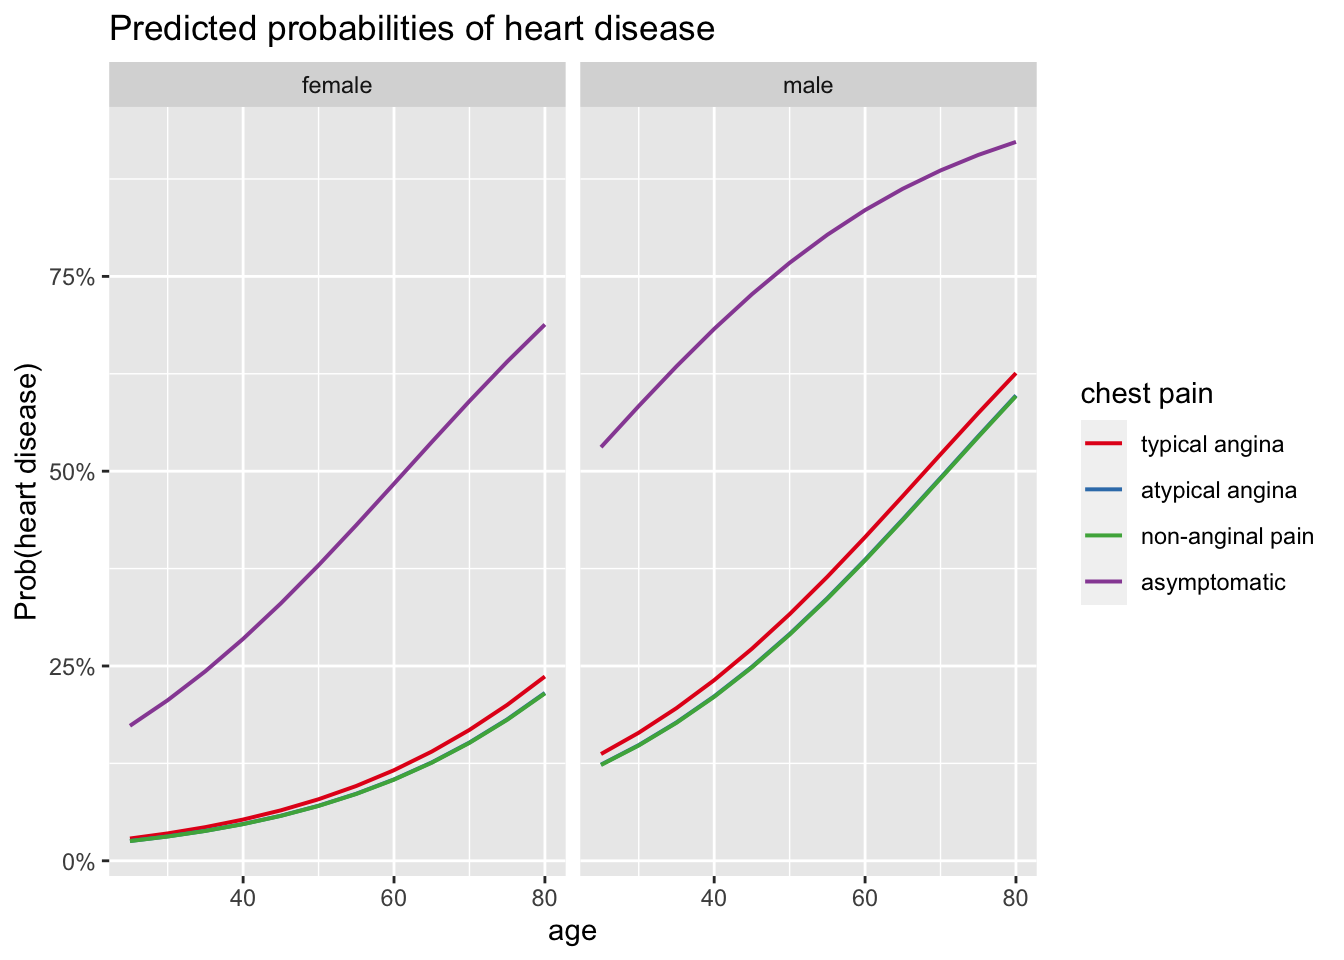 Predicted probabilities of heart disease
female
male
75%
50%
25%
0%
Prob(heart disease)
40
60
80
40
60
80
age
chest pain
typical angina
atypical angina
non-anginal pain
asymptomatic